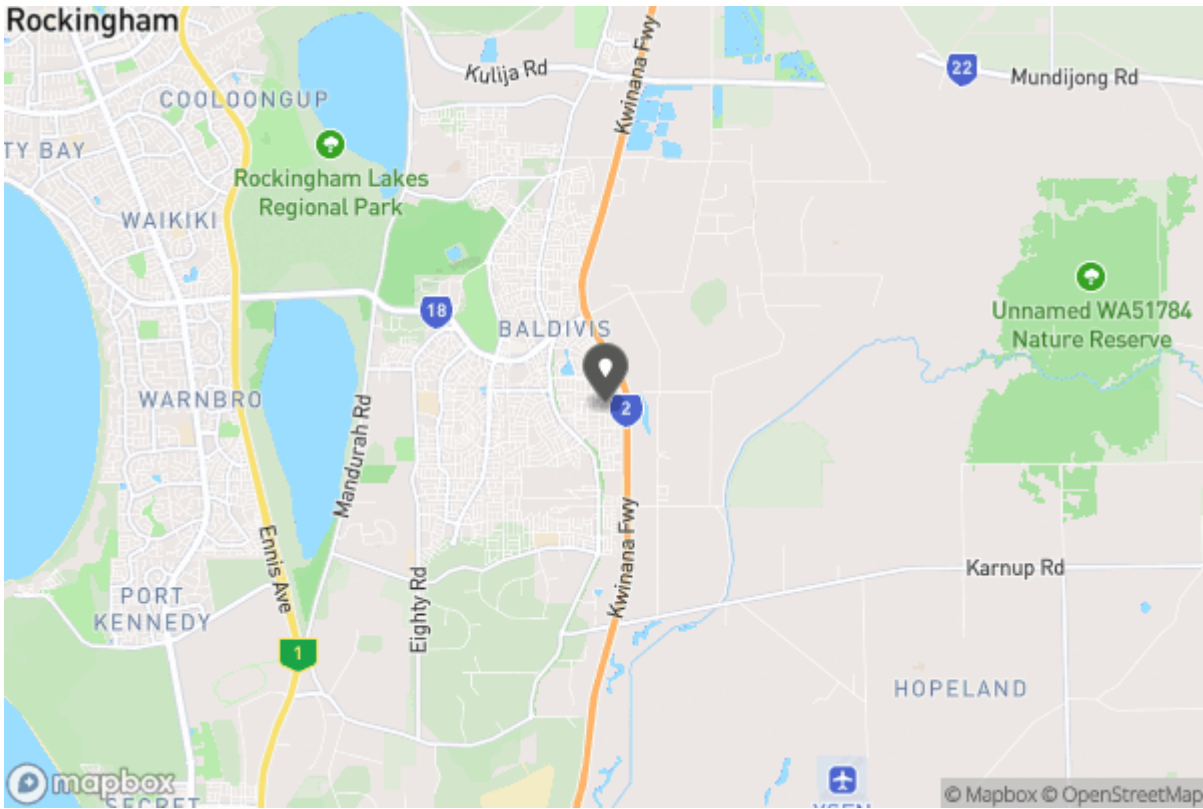 Rockingham
Kulija Rd
Kwinana Fwy
22
Mundijong Rd
COOLOONGUP
TY BAY
Rockingham Lakes
Regional Park
WAIKIKI
Unnamed WA51784
Nature Reserve
18
BALDIVIS
WARNBRO
2
Mandurah Rd
Ennis Ave
Eighty Rd
Kwinana Fwy
Karnup Rd
PORT
KENNEDY
1
HOPELAND
mapbox
SECRET
© Mapbox © OpenStreetMap